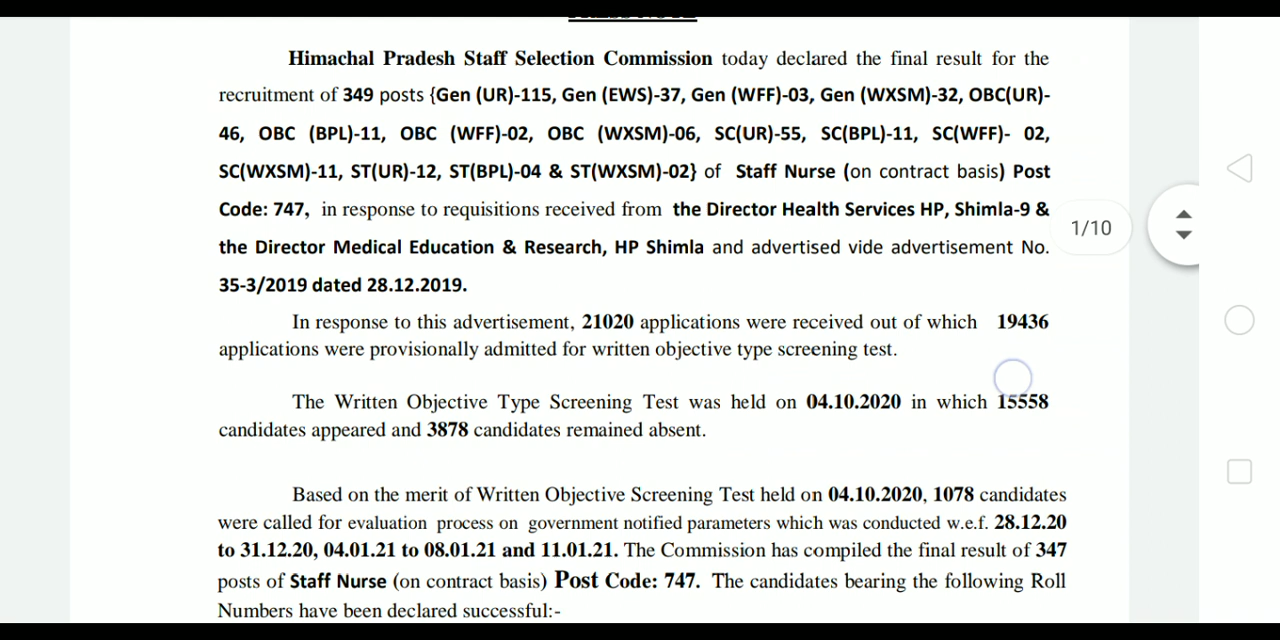 Himachal Pradesh Staff Selection Commission today declared the final result for the
recruitment of 349 posts {Gen (UR)-115, Gen (EWS)-37, Gen (WFF)-03, Gen (WXSM)-32, OBC(UR)-
46, OBC (BPL)-11, OBC (WFF)-02, OBC (WXSM)-06, SC(UR)-55, SC(BPL)-11, SC(WFF)- 02,
SC(WXSM)-11, ST(UR)-12, ST(BPL)-04 & ST(WXSM)-02} of Staff Nurse (on contract basis) Post
Code: 747, in response to requisitions received from the Director Health Services HP, Shimla-9 &
the Director Medical Education & Research, HP Shimla and advertised vide advertisement No.
35-3/2019 dated 28.12.2019.
1/10
In response to this advertisement, 21020 applications were received out of which 19436
applications were provisionally admitted for written objective type screening test.
The Written Objective Type Screening Test was held on 04.10.2020 in which 15558
candidates appeared and 3878 candidates remained absent.
Based on the merit of Written Objective Screening Test held on 04.10.2020, 1078 candidates
were called for evaluation process on government notified parameters which was conducted w.e.f. 28.12.20
to 31.12.20, 04.01.21 to 08.01.21 and 11.01.21. The Commission has compiled the final result of 347
posts of Staff Nurse (on contract basis) Post Code: 747. The candidates bearing the following Roll
Numbers have been declared successful:-